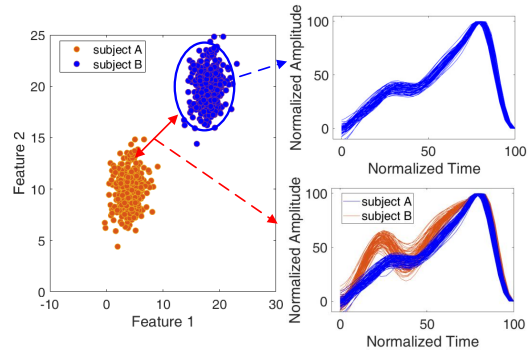 25
20
15
10
5
0
-10
0
10
20
30
Feature 2
Feature 1
subject A
subject B
100
50
0
0
50
100
Normalized Amplitude
Normalized Time
100
50
0
0
50
100
Normalized Amplitude
Normalized Time
subject A
subject B